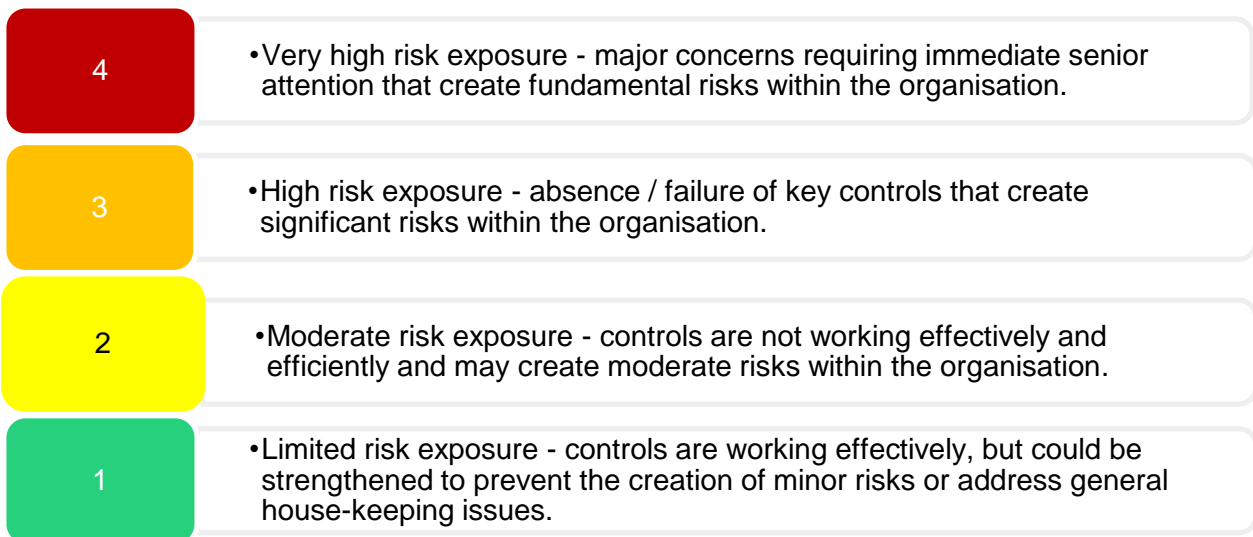 4
•Very high risk exposure - major concerns requiring immediate senior
attention that create fundamental risks within the organisation.
3
•High risk exposure - absence / failure of key controls that create
significant risks within the organisation.
2
•Moderate risk exposure - controls are not working effectively and
efficiently and may create moderate risks within the organisation.
1
•Limited risk exposure - controls are working effectively, but could be
strengthened to prevent the creation of minor risks or address general
house-keeping issues.